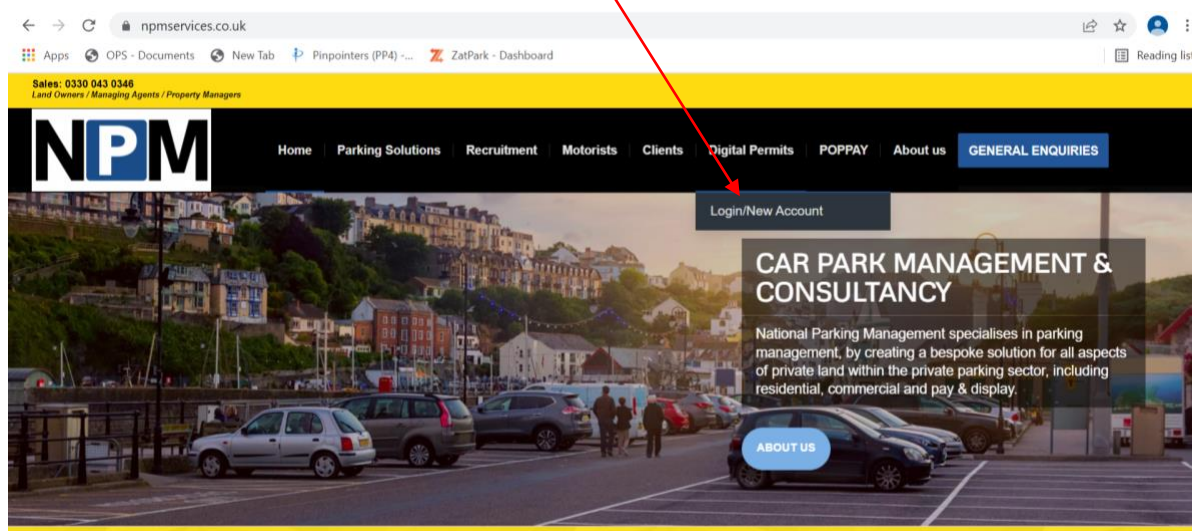 npmservices.co.uk
Apps OPS - Documents New Tab Pinpointers (PP4) -... ZatPark - Dashboard Reading list
Sales: 0330 043 0346
Land Owners / Managing Agents / Property Managers
NPM
Home Parking Solutions Recruitment Motorists Clients Digital Permits POPPAY About us GENERAL ENQUIRIES
Login/New Account
CAR PARK MANAGEMENT &
CONSULTANCY
National Parking Management specialises in parking
management, by creating a bespoke solution for all aspects
of private land within the private parking sector, including
residential, commercial and pay & display.
ABOUT US